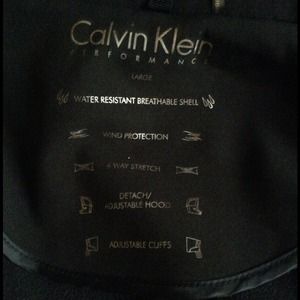 Calvin Klein
PERFORMANCE
LARGE
WATER RESISTANT BREATHABLE SHELL
WIND PROTECTION
4 WAY STRETCH
DETACH/
ADJUSTABLE HOOD
ADJUSTABLE CUFFS